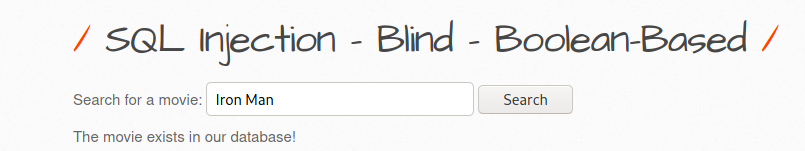 / SQL Injection - Blind - Boolean-Based /
Search for a movie: Iron Man Search
The movie exists in our database!